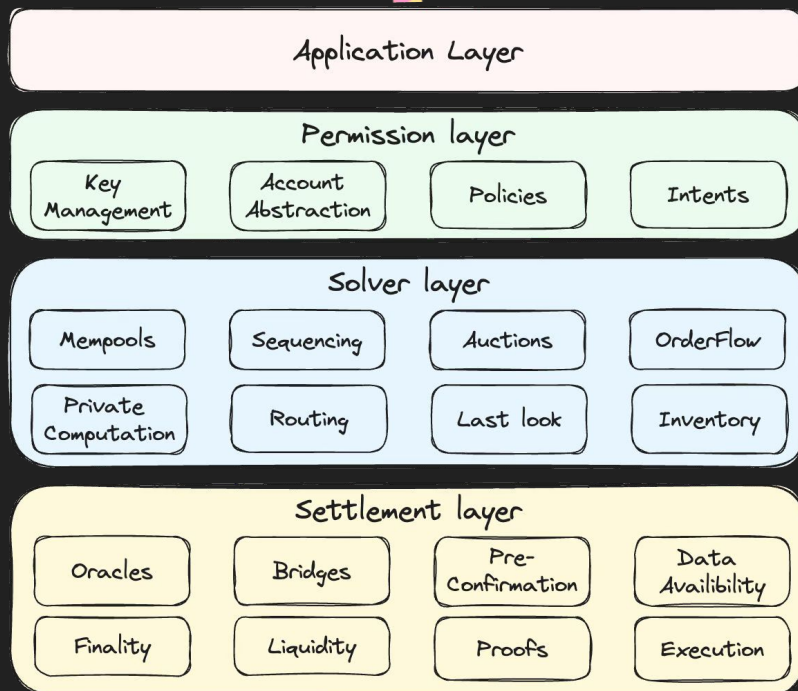 Application Layer
Permission layer
Key
Management
Account
Abstraction
Policies
Intents
Solver layer
Mempools
Sequencing
Auctions
OrderFlow
Private
Computation
Routing
Last look
Inventory
Settlement layer
Oracles
Bridges
Pre-
Confirmation
Data
Availibility
Finality
Liquidity
Proofs
Execution